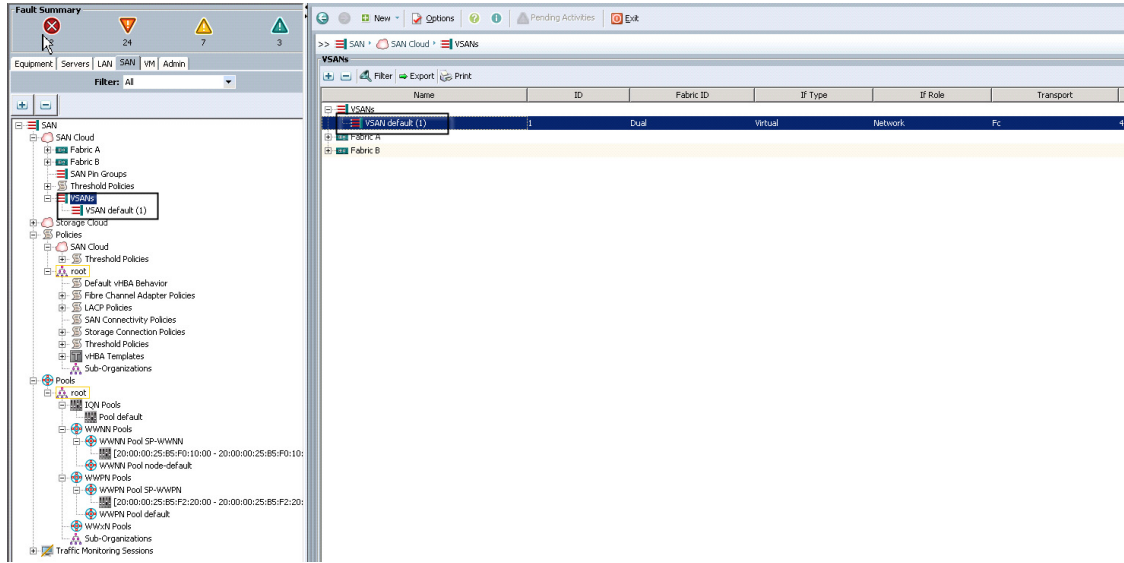 Fault Summary
24 7 3
Equipment Servers LAN SAN VM Admin
Filter: All
SAN
SAN Cloud
Fabric A
Fabric B
SAN Pin Groups
Threshold Policies
VSANs
VSAN default (1)
Storage Cloud
Policies
SAN Cloud
Threshold Policies
root
Default vHBA Behavior
Fibre Channel Adapter Policies
LACP Policies
SAN Connectivity Policies
Storage Connection Policies
Threshold Policies
vHBA Templates
Sub-Organizations
Pools
root
IQN Pools
Pool default
WWNN Pools
WWNN Pool SP-WWNN
[20:00:00:25:B5:F0:10:00 - 20:00:00:25:B5:F0:10:
WWNN Pool node-default
WWPN Pools
WWPN Pool SP-WWPN
[20:00:00:25:B5:F2:20:00 - 20:00:00:25:B5:F2:20:
WWPN Pool default
WWxN Pools
Sub-Organizations
Traffic Monitoring Sessions
New Options Pending Activities Exit
>> SAN SAN Cloud VSANs
VSANs
Filter Export Print
Name ID Fabric ID If Type If Role Transport
VSANs
VSAN default (1) 1 Dual Virtual Network Fc 4
Fabric A
Fabric B